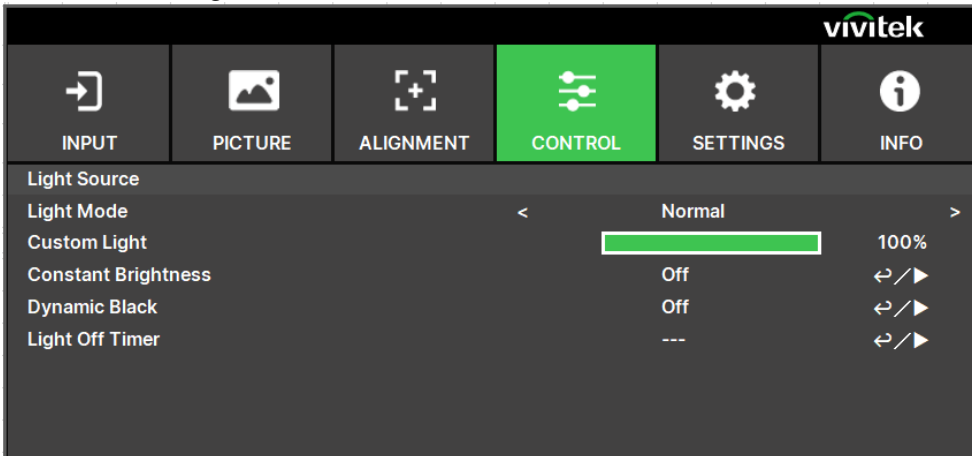 vivitek
INPUT PICTURE ALIGNMENT CONTROL SETTINGS INFO
Light Source
Light Mode < Normal >
Custom Light 100%
Constant Brightness Off ↩/▶
Dynamic Black Off ↩/▶
Light Off Timer --- ↩/▶